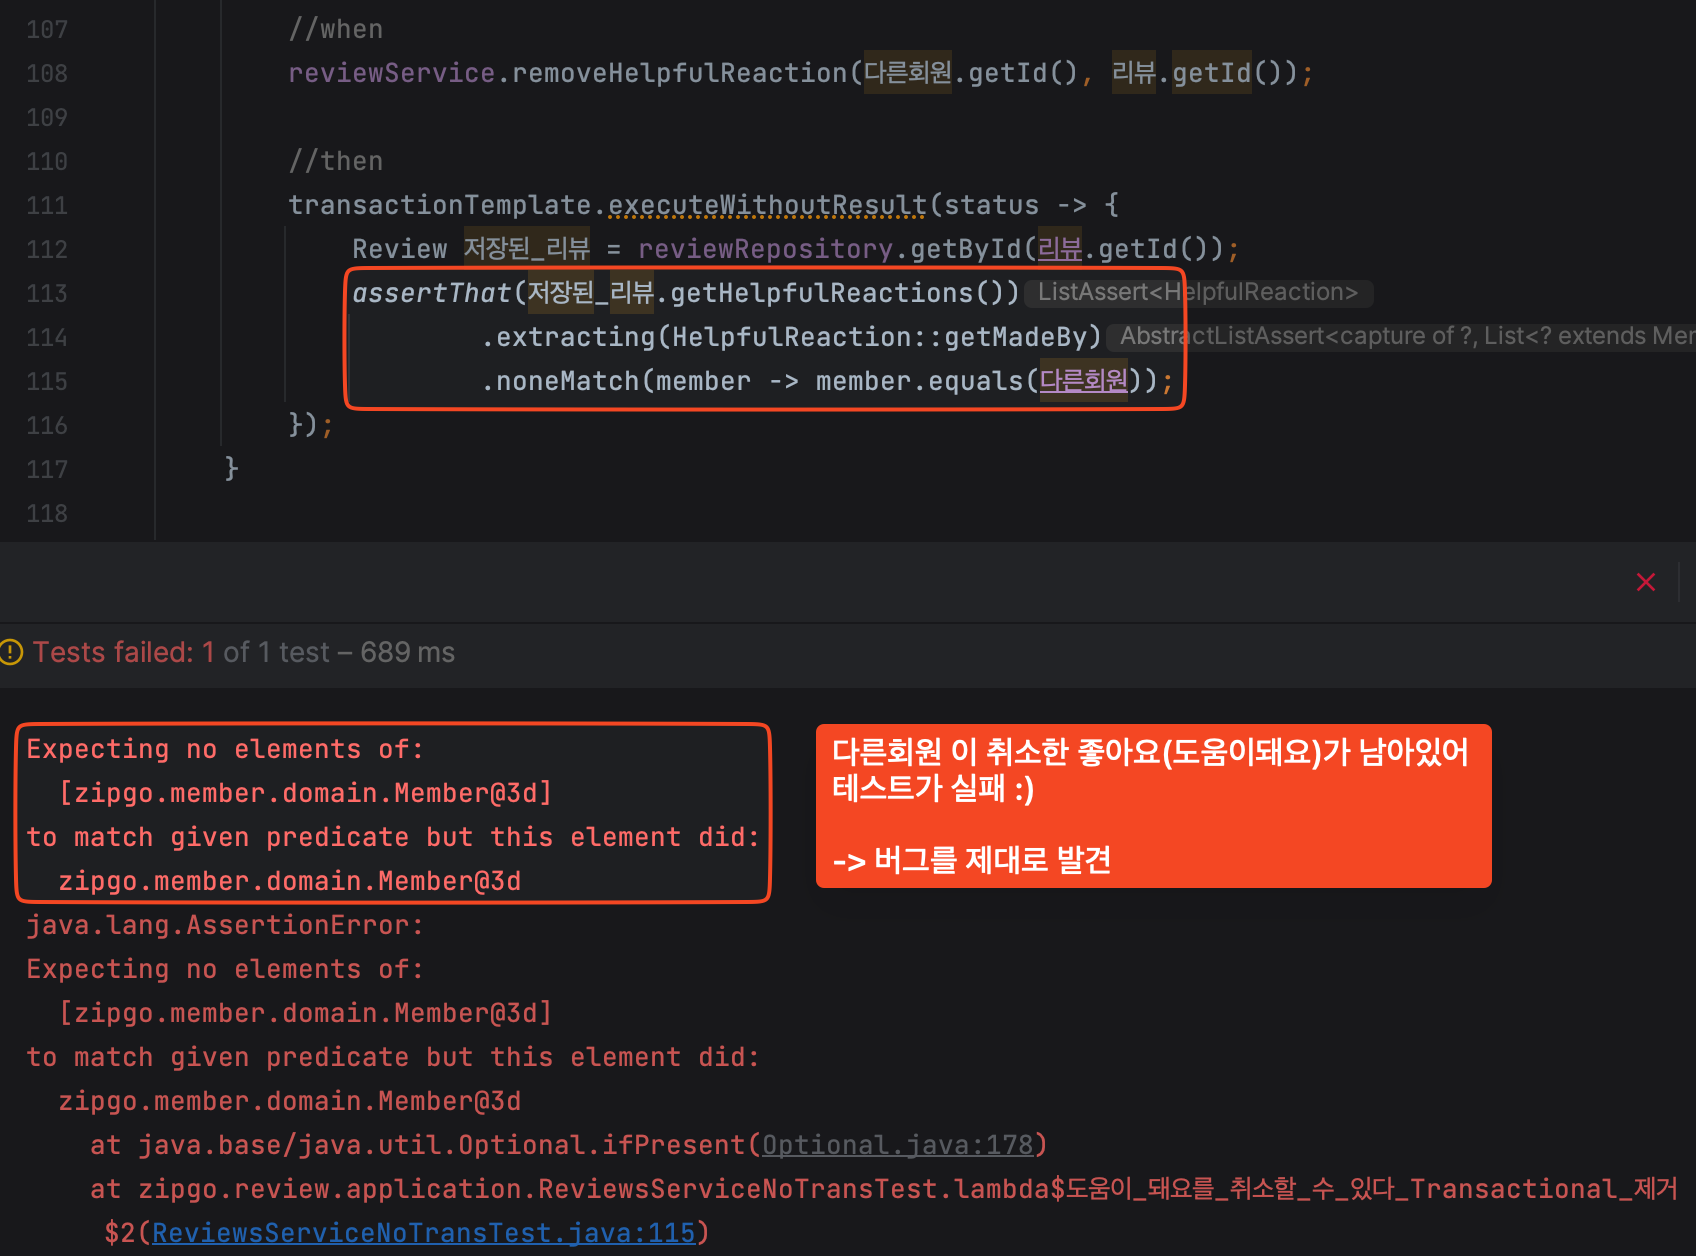 107 //when
108 reviewService.removeHelpfulReaction(다른회원.getId(), 리뷰.getId());
109
110 //then
111 transactionTemplate.executeWithoutResult(status -> {
112 Review 저장된_리뷰 = reviewRepository.getById(리뷰.getId());
113 assertThat(저장된_리뷰.getHelpfulReactions()) ListAssert<HelpfulReaction>
114 .extracting(HelpfulReaction::getMadeBy) AbstractListAssert<capture of ?, List<? extends Mer
115 .noneMatch(member -> member.equals(다른회원));
116 });
117 }
118
Tests failed: 1 of 1 test – 689 ms
Expecting no elements of:
[zipgo.member.domain.Member@3d]
to match given predicate but this element did:
zipgo.member.domain.Member@3d
다른회원 이 취소한 좋아요(도움이돼요)가 남아있어
테스트가 실패 :)
-> 버그를 제대로 발견
java.lang.AssertionError:
Expecting no elements of:
[zipgo.member.domain.Member@3d]
to match given predicate but this element did:
zipgo.member.domain.Member@3d
at java.base/java.util.Optional.ifPresent(Optional.java:178)
at zipgo.review.application.ReviewsServiceNoTransTest.lambda$도움이_돼요를_취소할_수_있다_Transactional_제거
$2(ReviewsServiceNoTransTest.java:115)